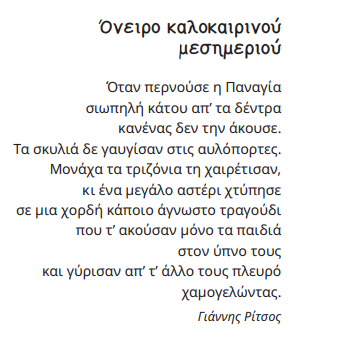 Όνειρο καλοκαιρινού
μεσημεριού
Όταν περνούσε η Παναγία
σιωπηλή κάτου απ’ τα δέντρα
κανένας δεν την άκουσε.
Τα σκυλιά δε γαυγίσαν στις αυλόπορτες.
Μονάχα τα τριζόνια τη χαιρέτισαν,
κι ένα μεγάλο αστέρι χτύπησε
σε μια χορδή κάποιο άγνωστο τραγούδι
που τ’ ακούσαν μόνο τα παιδιά
στον ύπνο τους
και γύρισαν απ’ τ’ άλλο τους πλευρό
χαμογελώντας.
Γιάννης Ρίτσος